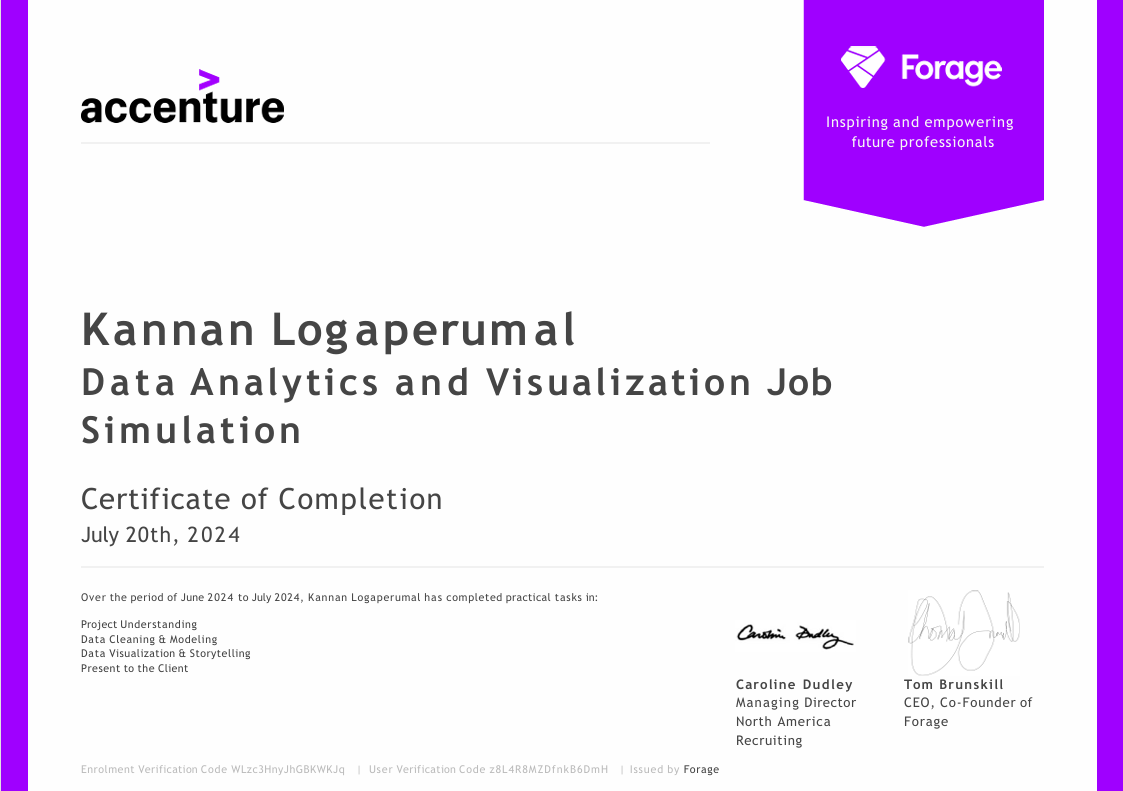 accenture
Forage
Inspiring and empowering
future professionals
Kannan Logaperumal
Data Analytics and Visualization Job
Simulation
Certificate of Completion
July 20th, 2024
Over the period of June 2024 to July 2024, Kannan Logaperumal has completed practical tasks in:
Project Understanding
Data Cleaning & Modeling
Data Visualization & Storytelling
Present to the Client
Caroline Dudley
Caroline Dudley
Managing Director
North America
Recruiting
Tom Brunskill
CEO, Co-Founder of
Forage
Enrolment Verification Code WLzc3HnyJhGBKWKJq | User Verification Code z8L4R8MZDfnkB6DmH | Issued by Forage